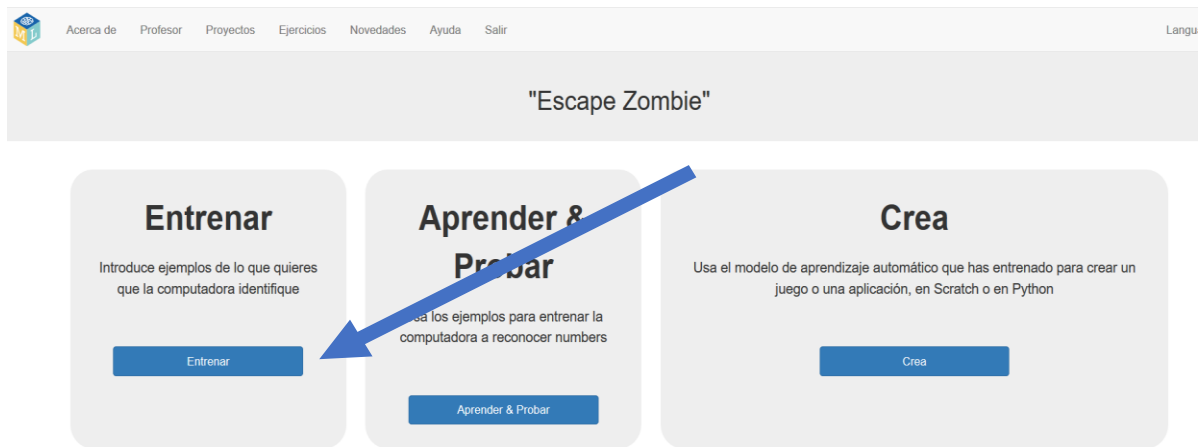 Acerca de Profesor Proyectos Ejercicios Novedades Ayuda Salir
"Escape Zombie"
Entrenar
Introduce ejemplos de lo que quieres
que la computadora identifique
Entrenar
Aprender &
Probar
los ejemplos para entrenar la
computadora a reconocer numbers
Aprender & Probar
Crea
Usa el modelo de aprendizaje automático que has entrenado para crear un
juego o una aplicación, en Scratch o en Python
Crea